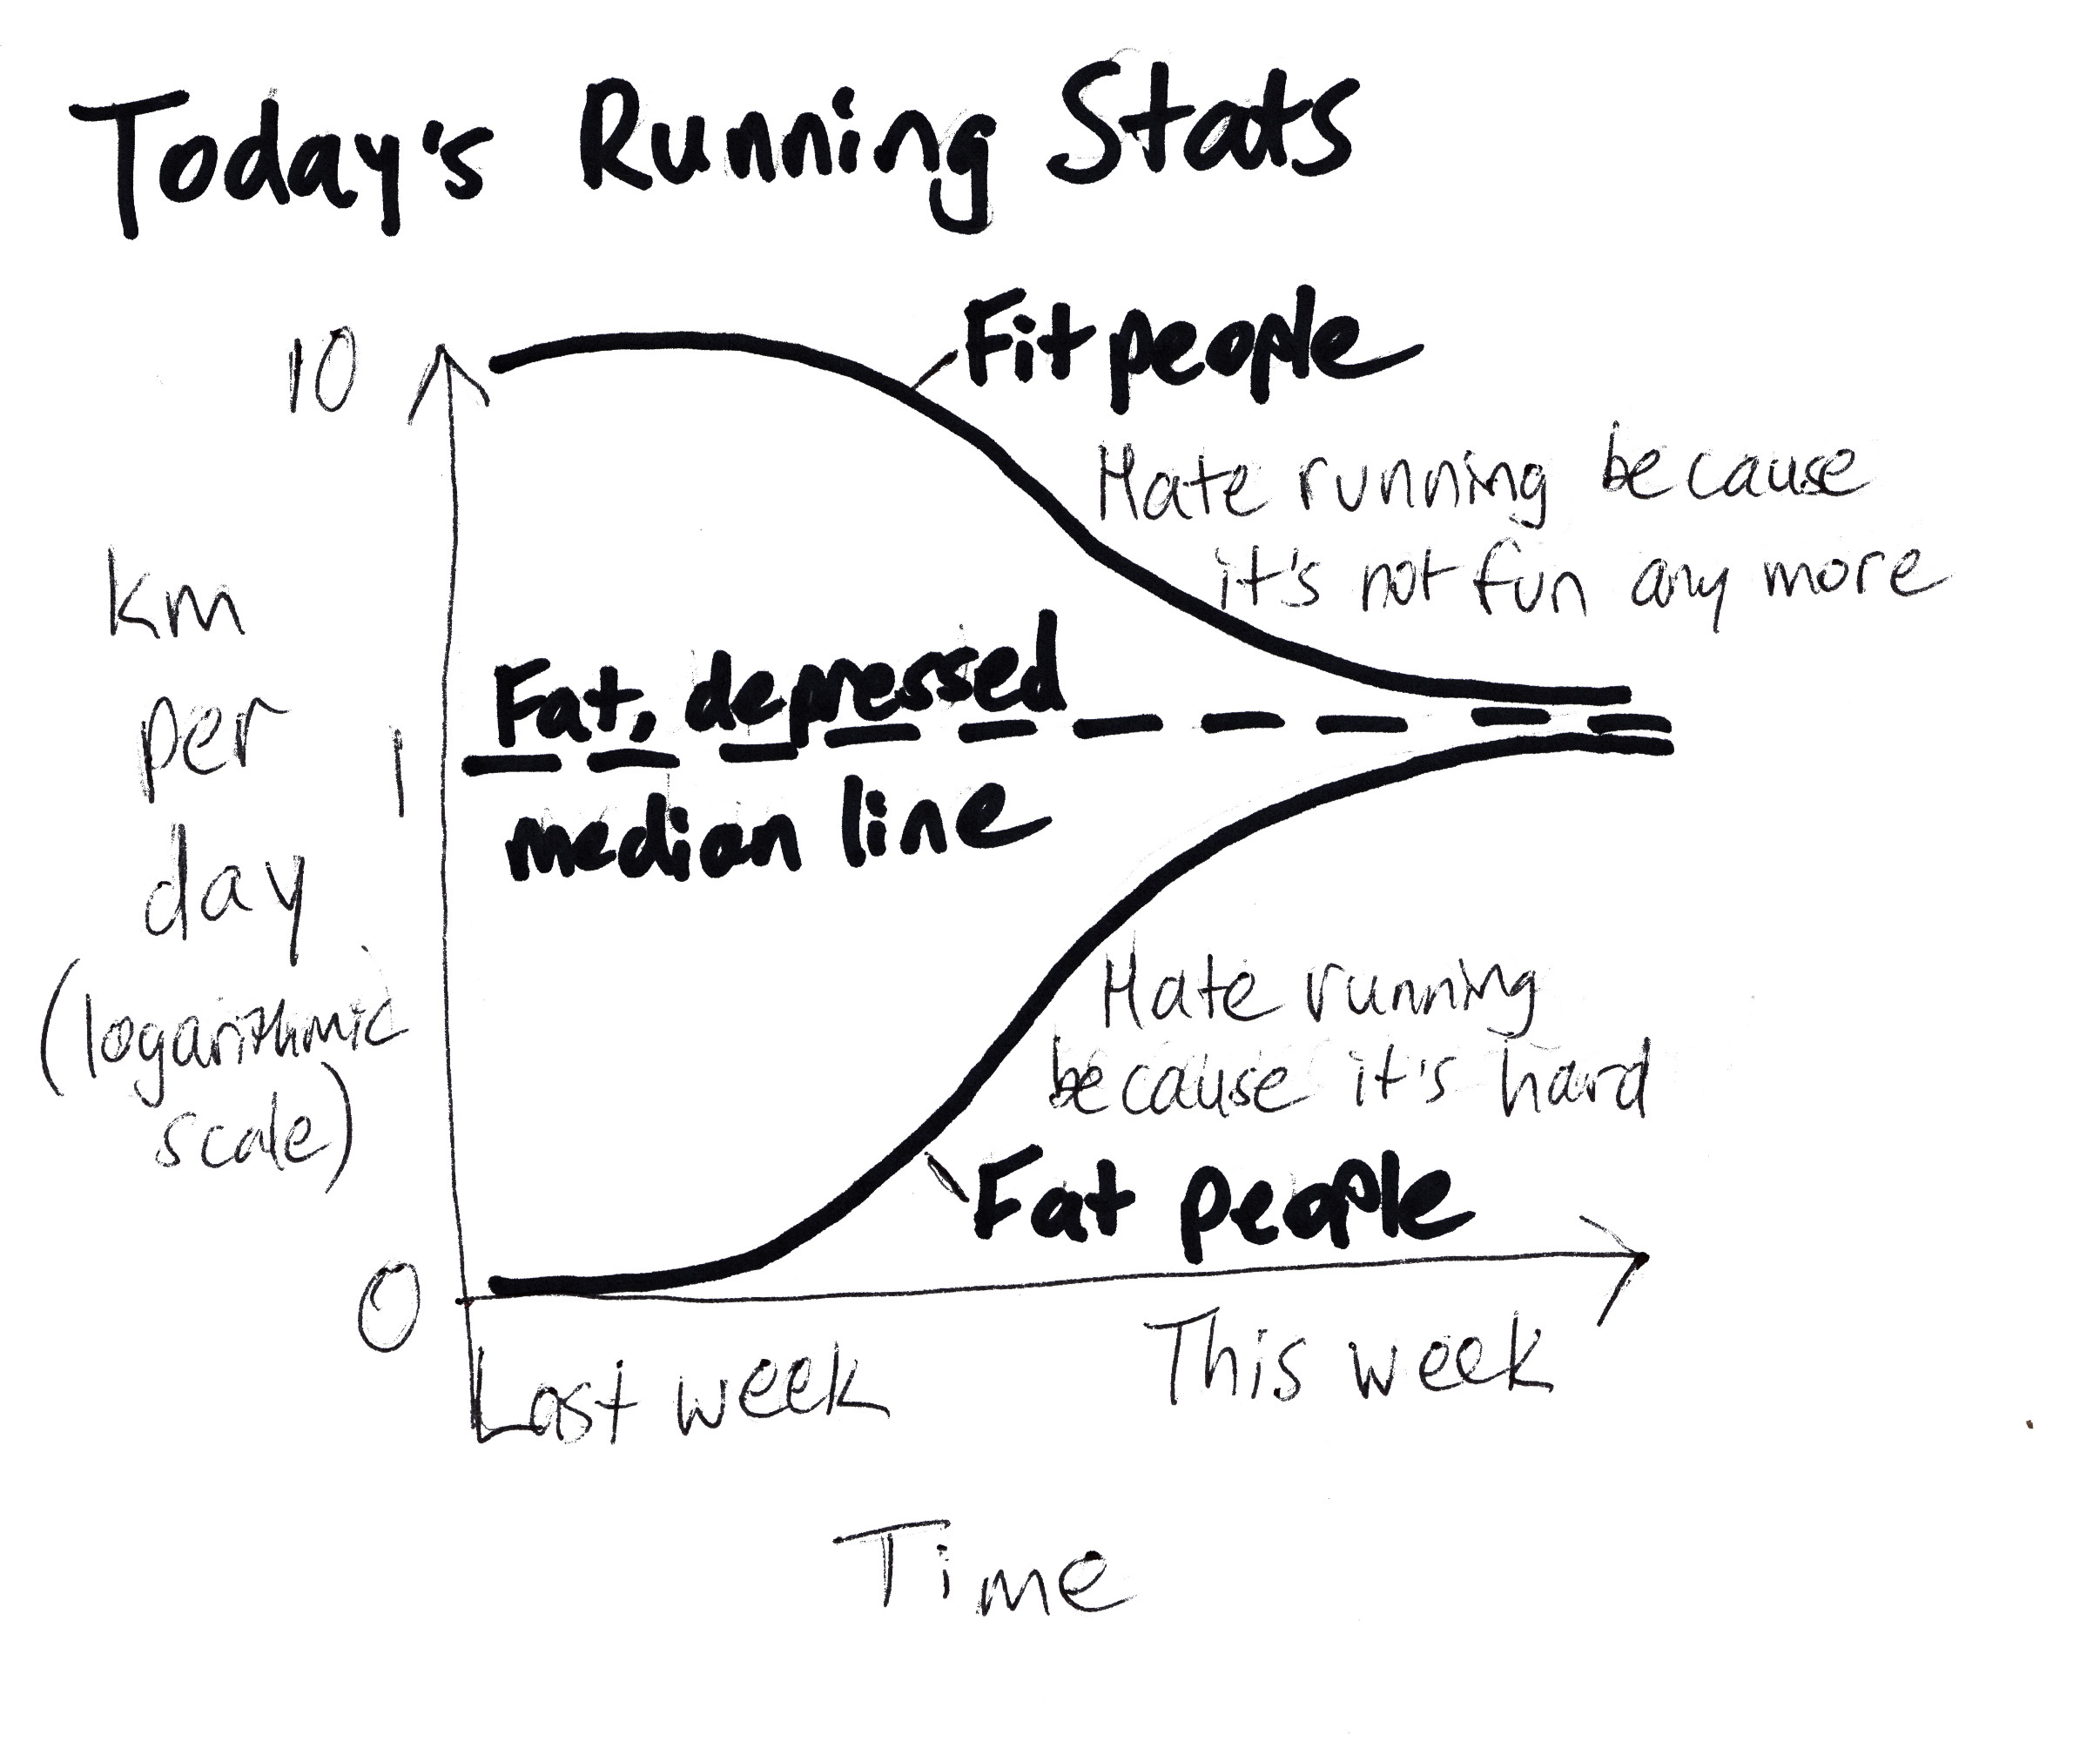 Today's Running Stats
10
Fit people
Hate running because
it's not fun any more
km
per
day
(logarithmic
scale)
1
Fat, depressed
median line
Hate running
because it's hard
Fat people
0
Last week
This week
Time